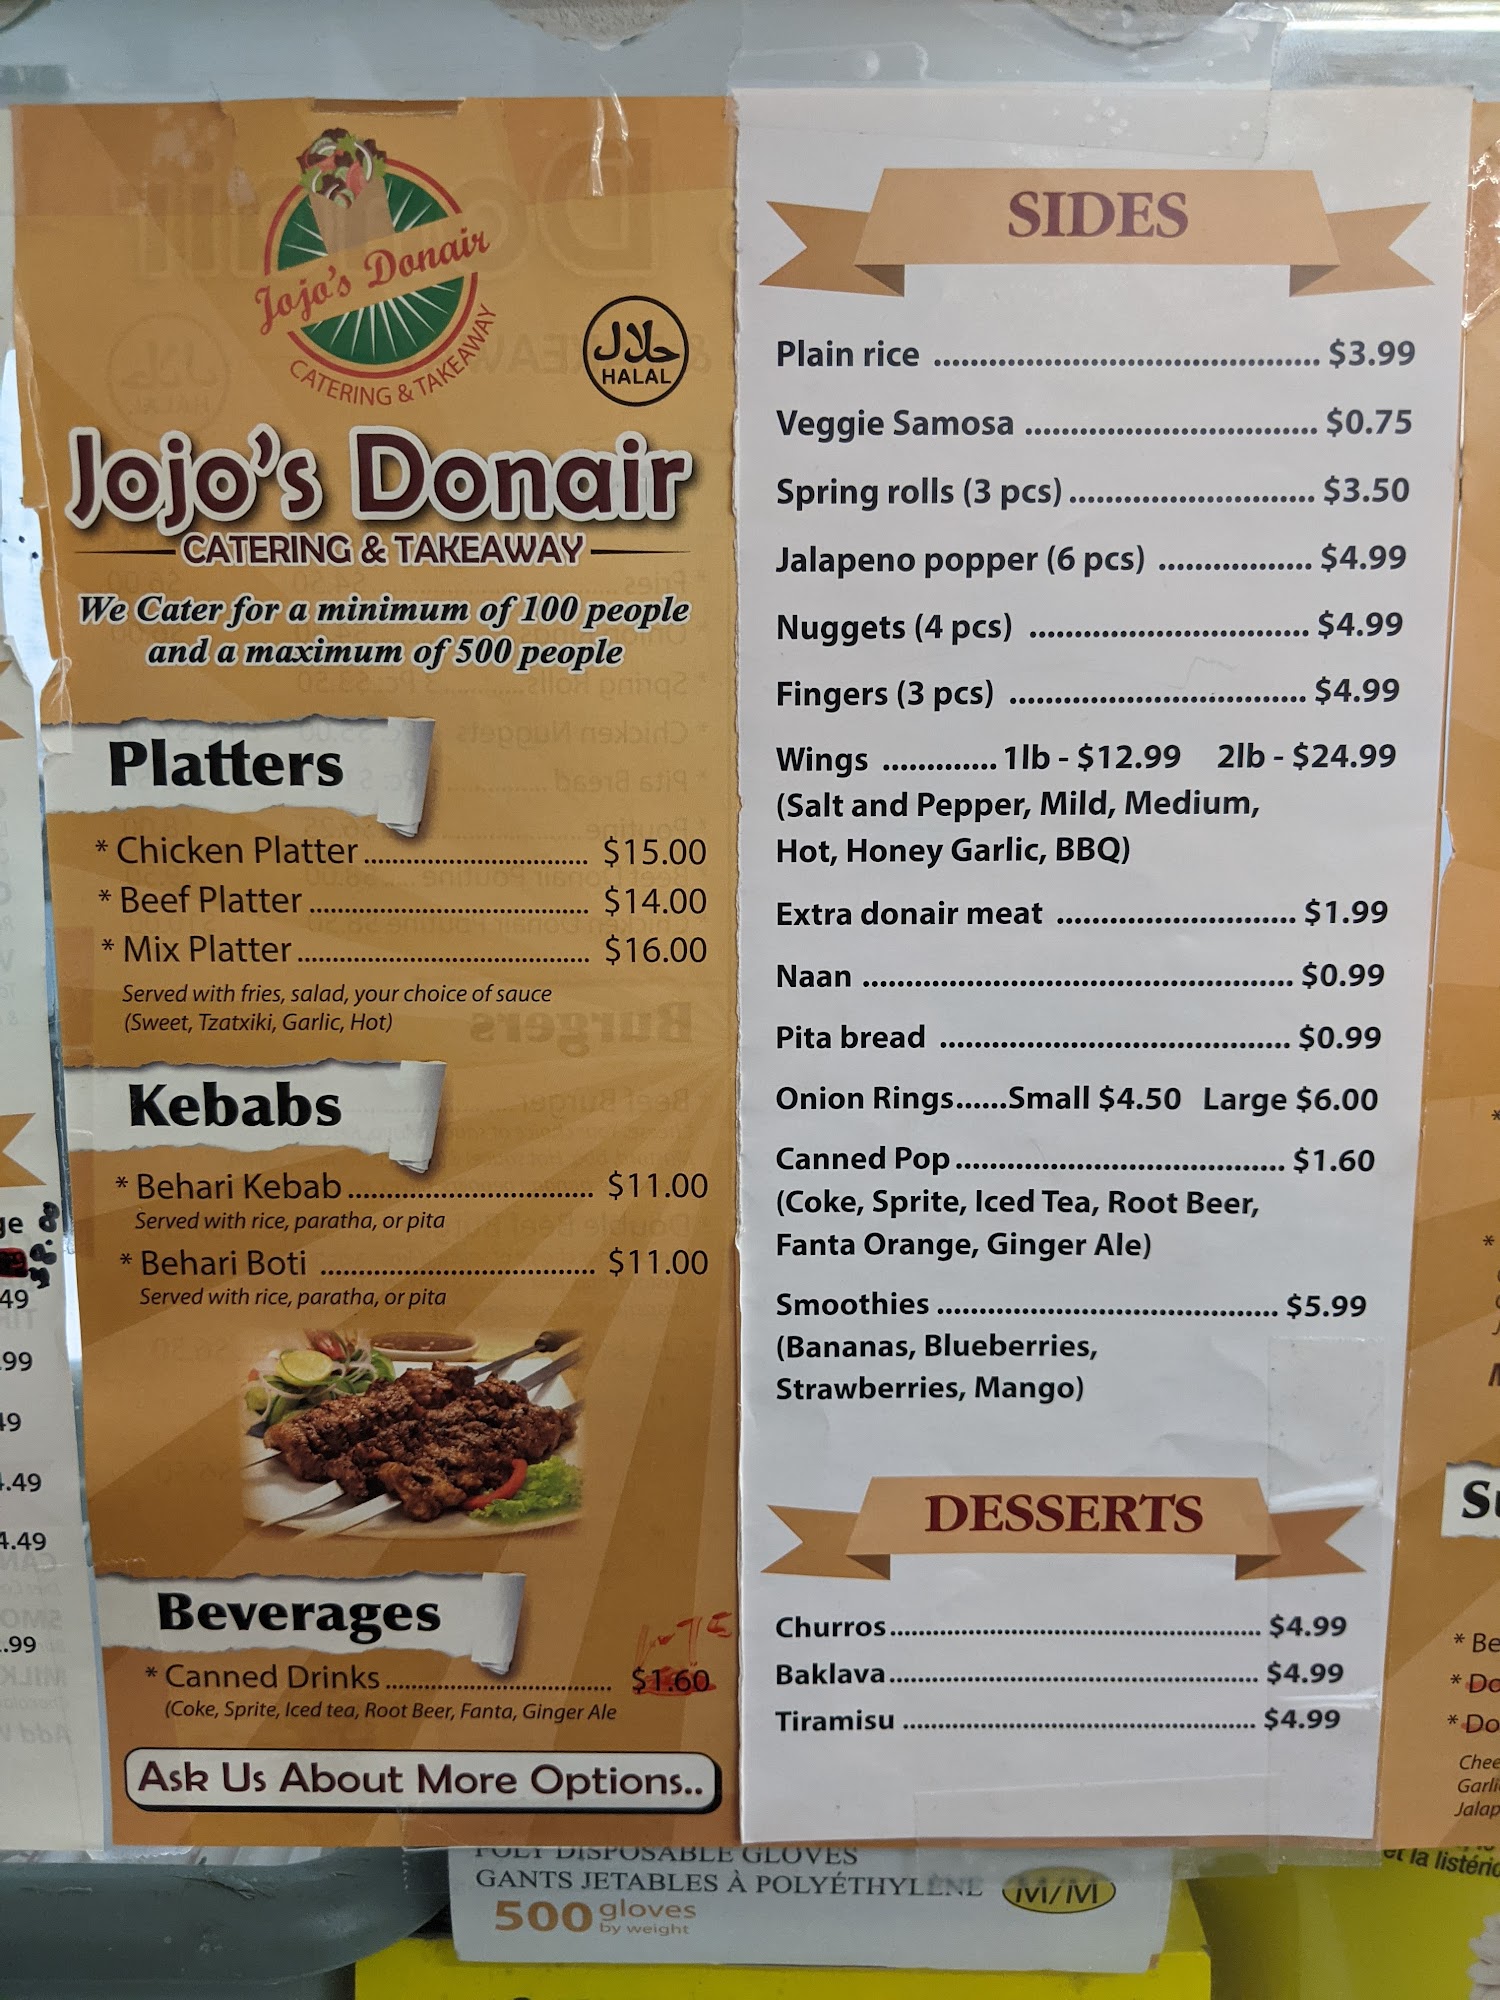 Jojo's Donair
CATERING & TAKEAWAY
حلال
HALAL
Jojo's Donair
CATERING & TAKEAWAY
We Cater for a minimum of 100 people
and a maximum of 500 people
Platters
* Chicken Platter.............................. $15.00
* Beef Platter..................................... $14.00
* Mix Platter....................................... $16.00
Served with fries, salad, your choice of sauce
(Sweet, Tzatxiki, Garlic, Hot)
Kebabs
* Behari Kebab................................. $11.00
Served with rice, paratha, or pita
* Behari Boti ..................................... $11.00
Served with rice, paratha, or pita
Beverages
* Canned Drinks.............................. $1.60
(Coke, Sprite, Iced tea, Root Beer, Fanta, Ginger Ale
Ask Us About More Options..
SIDES
Plain rice ............................................. $3.99
Veggie Samosa .................................. $0.75
Spring rolls (3 pcs)............................. $3.50
Jalapeno popper (6 pcs) .................. $4.99
Nuggets (4 pcs) ................................. $4.99
Fingers (3 pcs) ................................... $4.99
Wings ............. 1lb - $12.99 2lb - $24.99
(Salt and Pepper, Mild, Medium,
Hot, Honey Garlic, BBQ)
Extra donair meat ............................ $1.99
Naan ................................................... $0.99
Pita bread .......................................... $0.99
Onion Rings......Small $4.50 Large $6.00
Canned Pop........................................ $1.60
(Coke, Sprite, Iced Tea, Root Beer,
Fanta Orange, Ginger Ale)
Smoothies ......................................... $5.99
(Bananas, Blueberries,
Strawberries, Mango)
DESSERTS
Churros.............................................. $4.99
Baklava.............................................. $4.99
Tiramisu ............................................ $4.99
POLY DISPOSABLE GLOVES
GANTS JETABLES À POLYÉTHYLÈNE M/M
500 gloves
by weight
et la